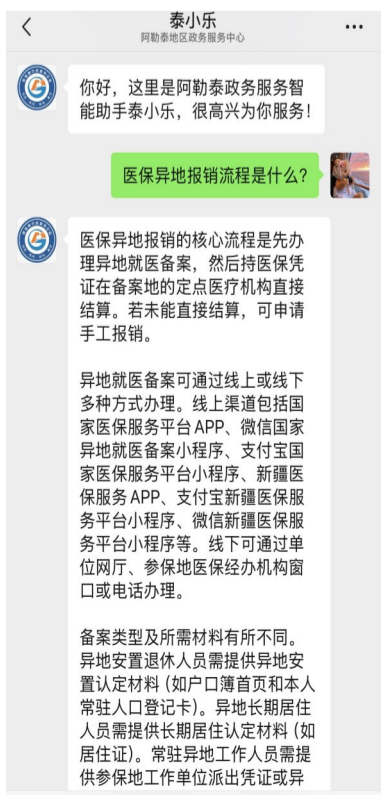 泰小乐
阿勒泰地区政务服务中心
你好，这里是阿勒泰政务服务智
能助手泰小乐，很高兴为你服务！
医保异地报销流程是什么?
医保异地报销的核心流程是先办
理异地就医备案，然后持医保凭
证在备案地的定点医疗机构直接
结算。若未能直接结算，可申请
手工报销。
异地就医备案可通过线上或线下
多种方式办理。线上渠道包括国
家医保服务平台APP、微信国家
异地就医备案小程序、支付宝国
家医保服务平台小程序、新疆医
保服务APP、支付宝新疆医保服
务平台小程序、微信新疆医保服
务平台小程序等。线下可通过单
位网厅、参保地医保经办机构窗
口或电话办理。
备案类型及所需材料有所不同。
异地安置退休人员需提供异地安
置认定材料（如户口簿首页和本人
常驻人口登记卡）。异地长期居住
人员需提供长期居住认定材料（如
居住证）。常驻异地工作人员需提
供参保地工作单位派出凭证或异